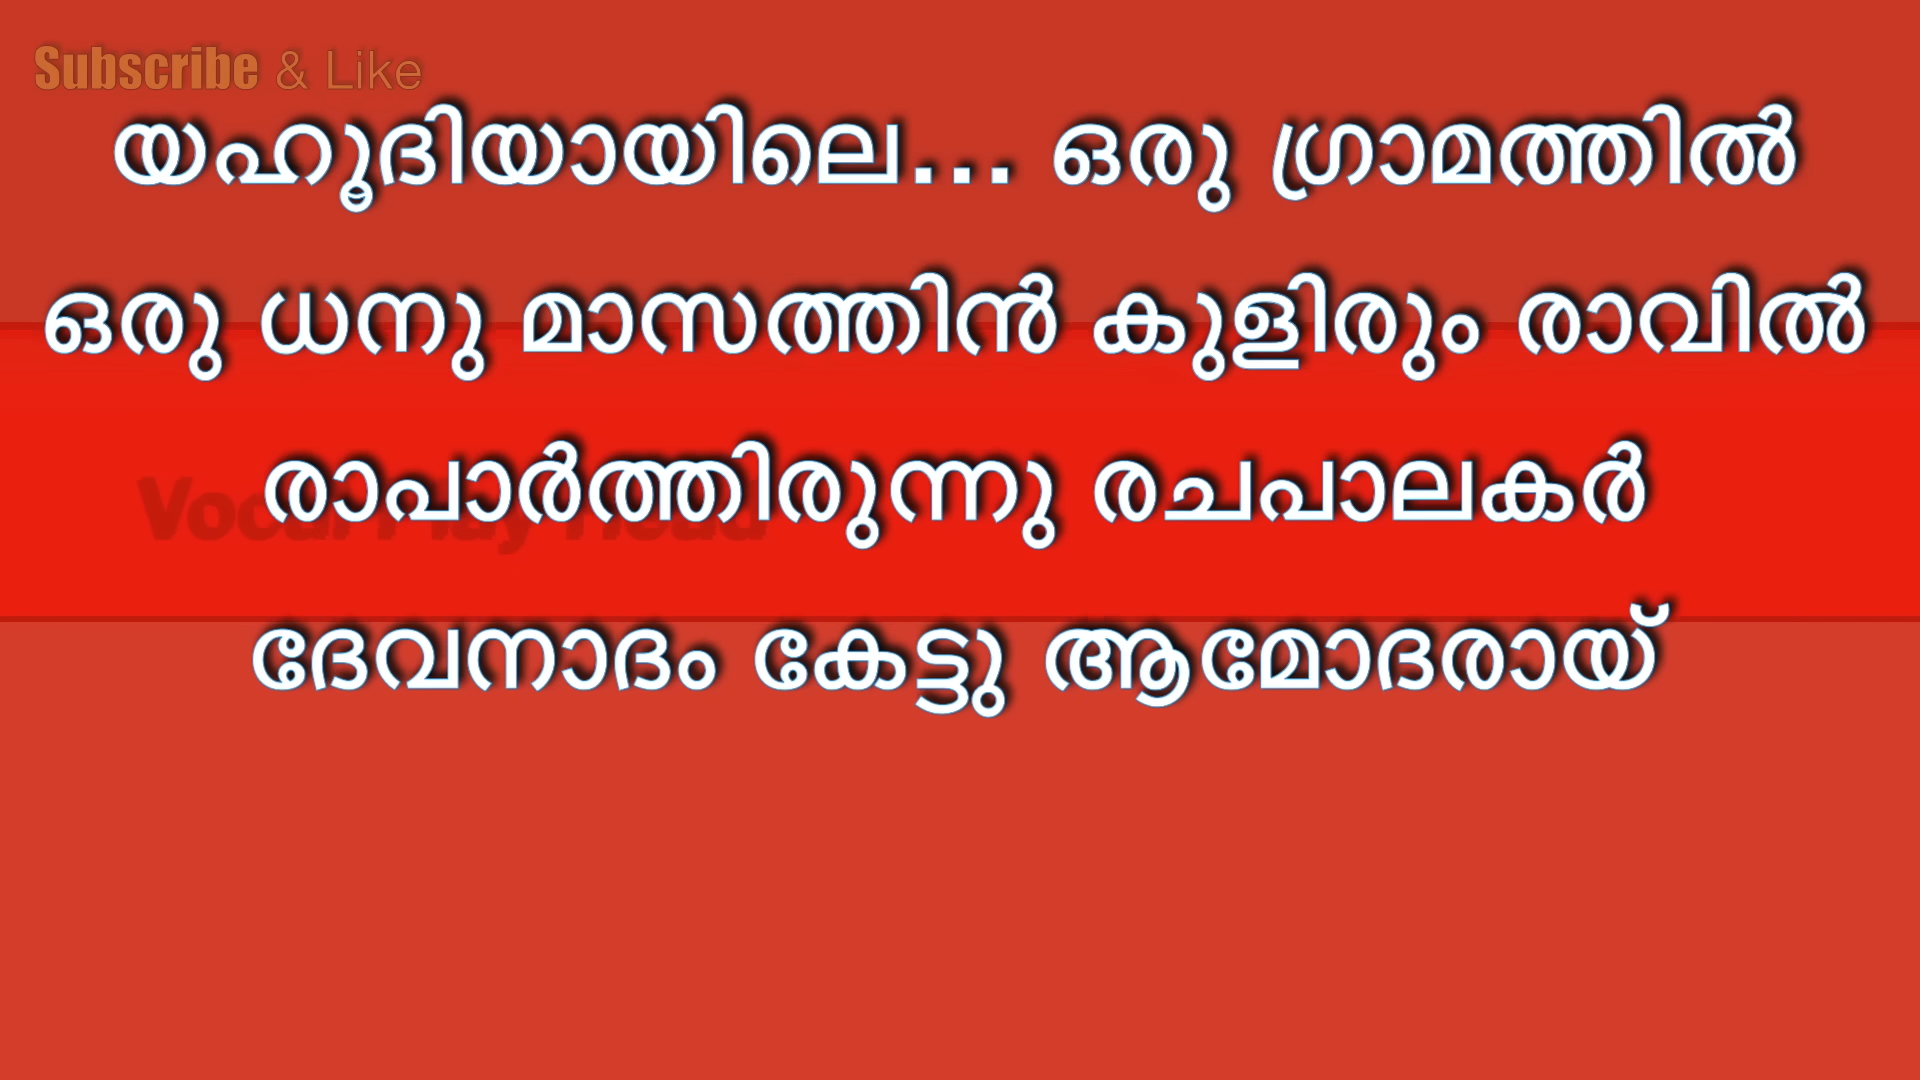 Subscribe & Like
യഹൂദിയായിലെ... ഒരു ഗ്രാമത്തിൽ
ഒരു ധനു മാസത്തിൻ കുളിരും രാവിൽ
രാപാർത്തിരുന്നു രചപാലകർ
ദേവനാദം കേട്ടു ആമോദരായ്